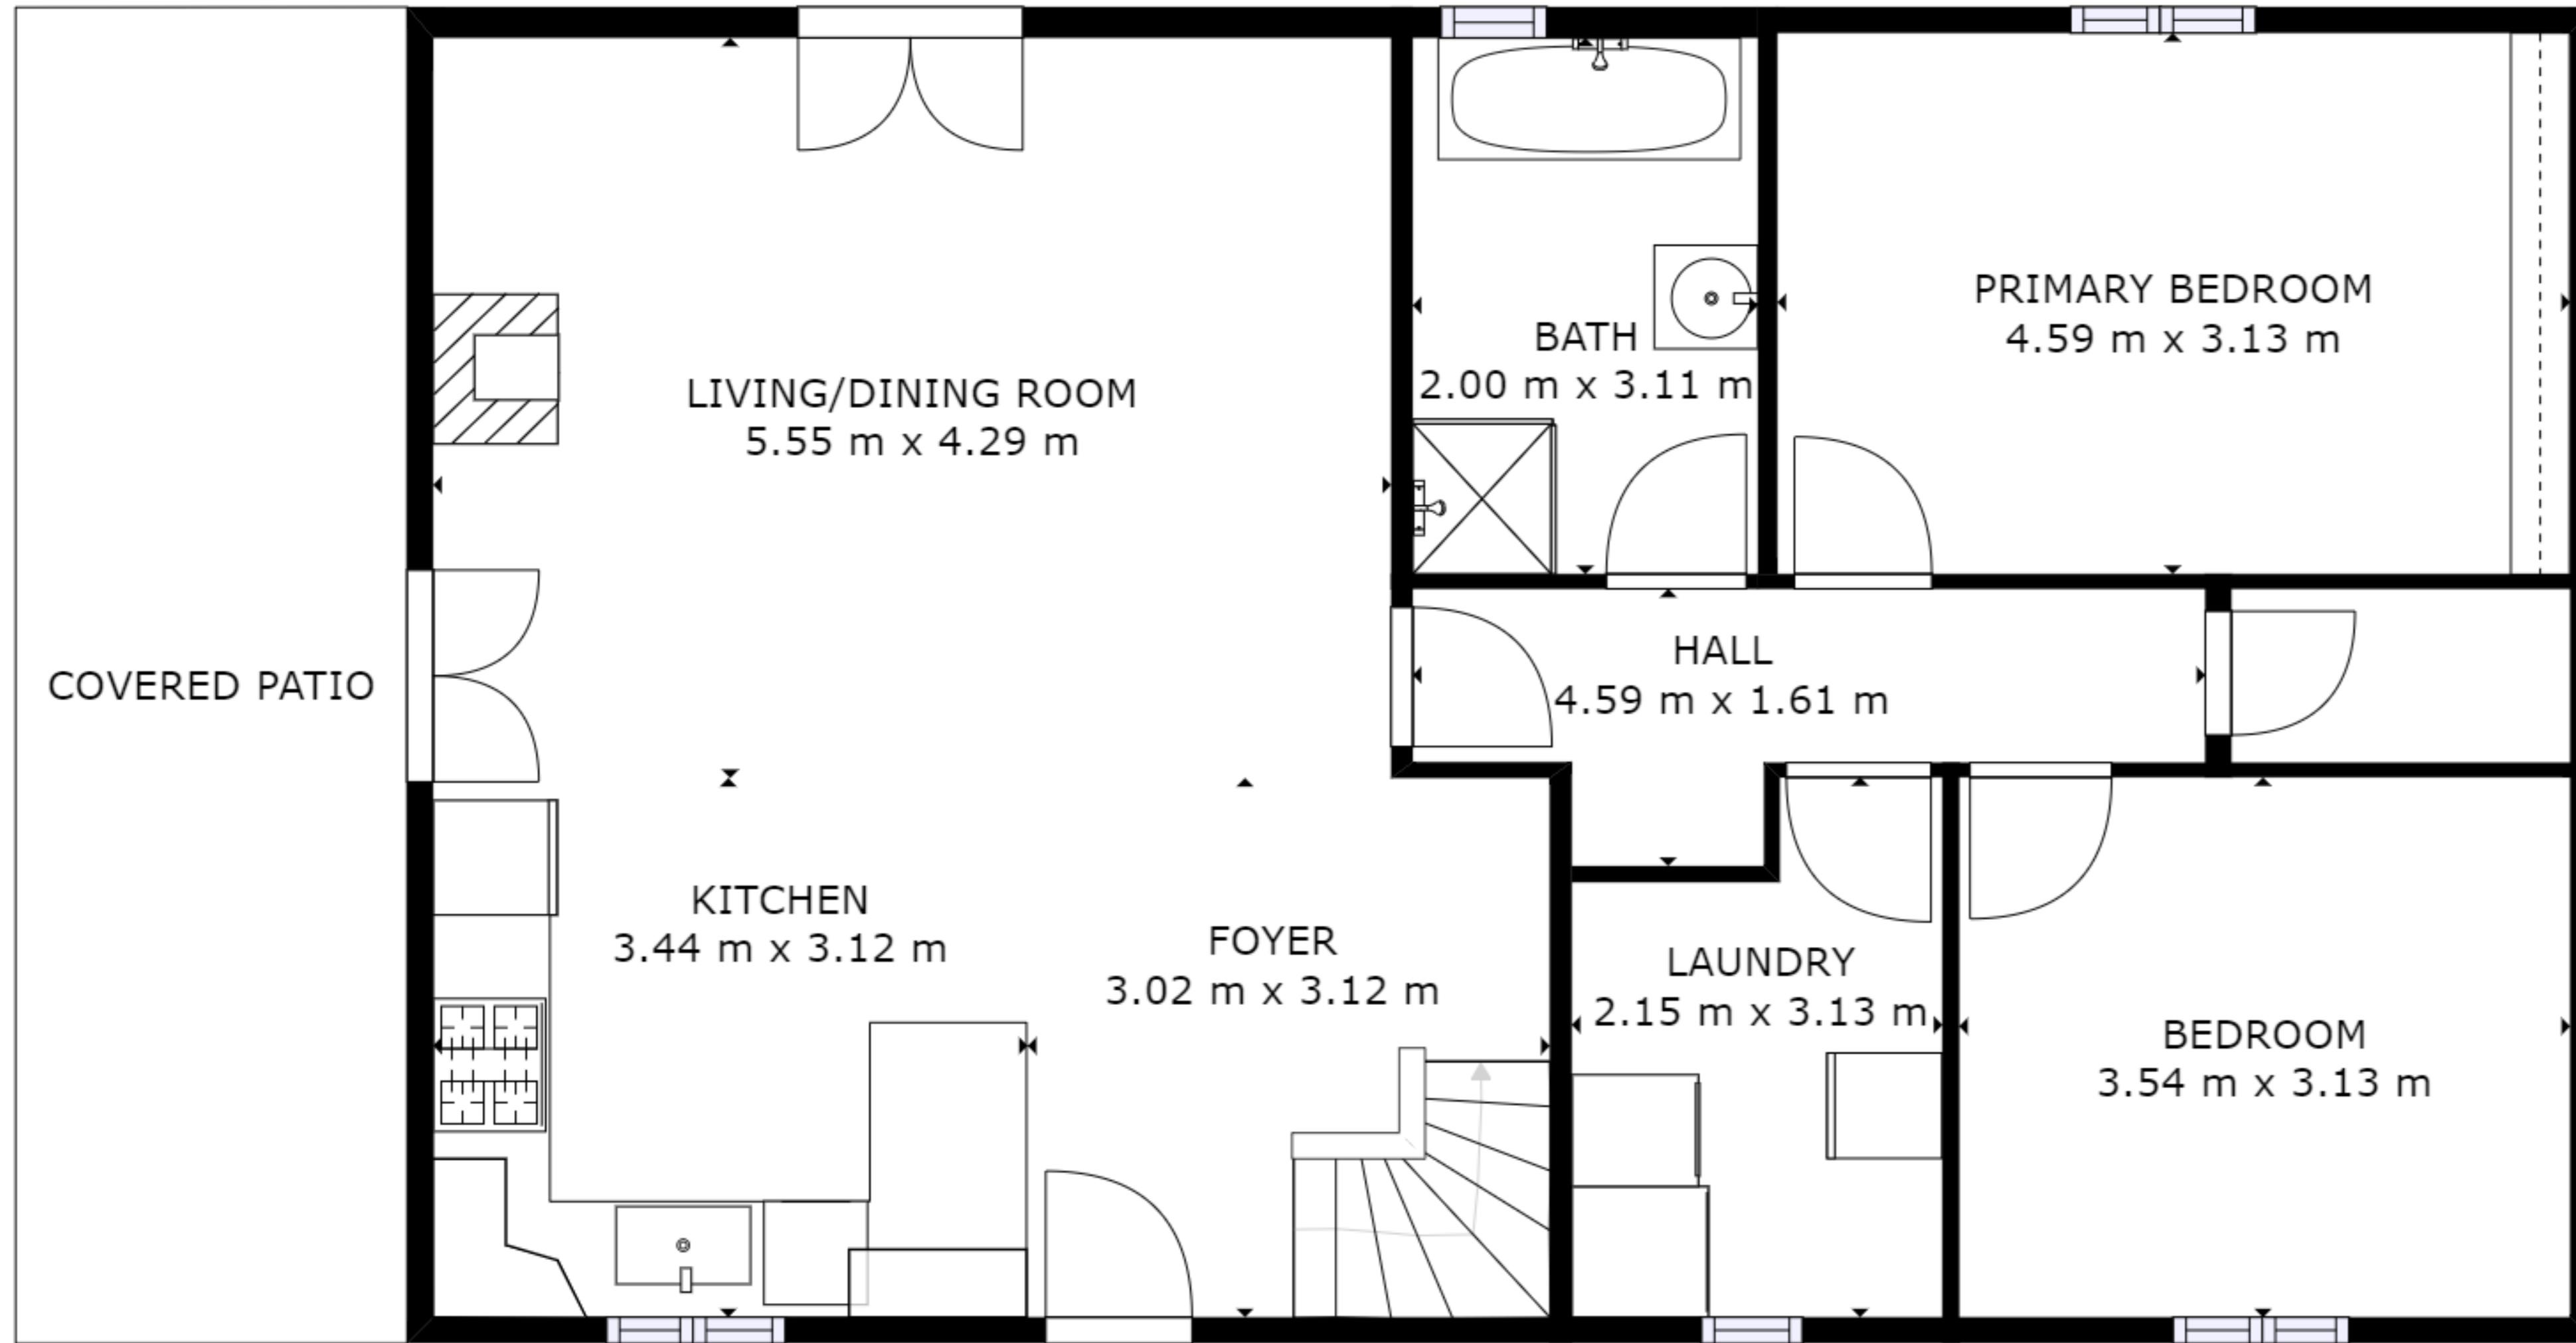 PRIMARY BEDROOM
4.59 m x 3.13 m
BATH
2.00 m x 3.11 m
LIVING/DINING ROOM
5.55 m x 4.29 m
HALL
4.59 m x 1.61 m
COVERED PATIO
KITCHEN
3.44 m x 3.12 m
FOYER
3.02 m x 3.12 m
LAUNDRY
2.15 m x 3.13 m
BEDROOM
3.54 m x 3.13 m